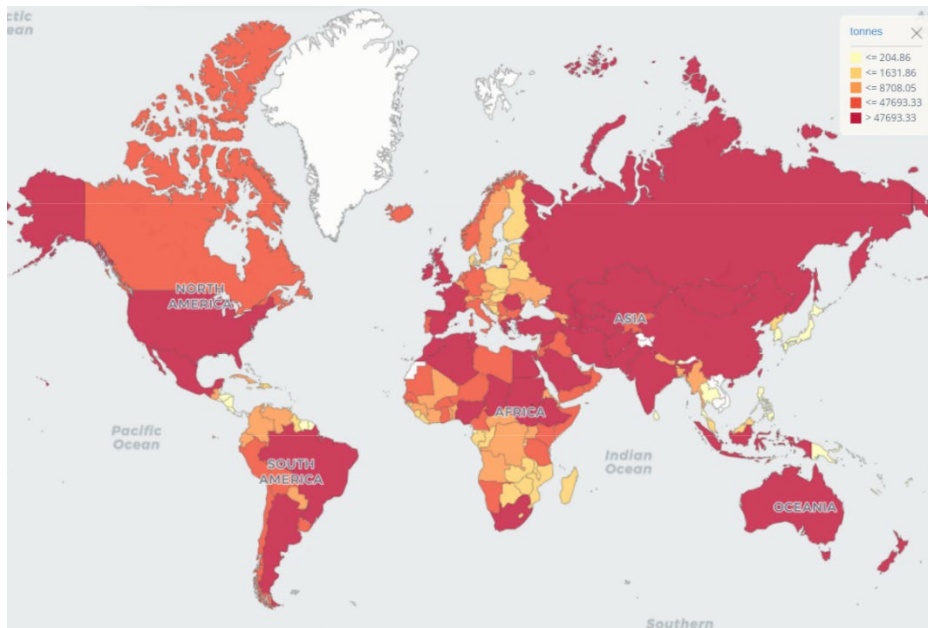 ctic
ean
tonnes
<= 204.86
<= 1631.86
<= 8708.05
<= 47693.33
> 47693.33
NORTH
AMERICA
ASIA
AFRICA
Pacific
Ocean
SOUTH
AMERICA
Indian
Ocean
OCEANIA
Southern